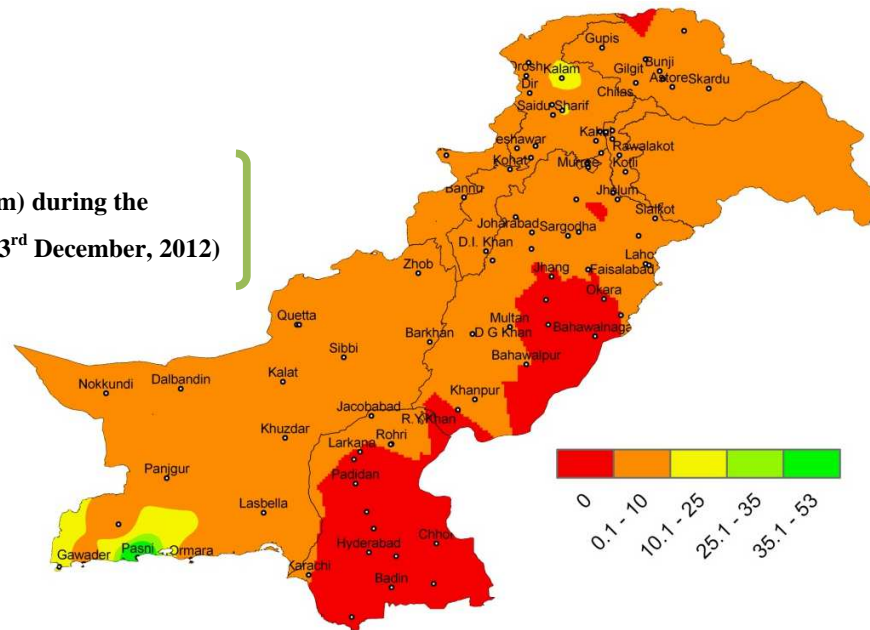 m) during the
3rd December, 2012)
Gupis
Drosh
Kalam
Gilgit
Bunji
Dir
Astore
Skardu
Chilas
Saidu Sharif
Kakul
eshawar
Rawalakot
Kohat
Murree
Kotli
Bannu
Jhelum
Sialkot
Joharabad
Sargodha
D.I. Khan
Laho
Zhob
Jhang
Faisalabad
Okara
Quetta
Multan
Bahawalnaga
Barkhan
D G Khan
Sibbi
Bahawalpur
Kalat
Nokkundi
Dalbandin
Khanpur
Jacobabad
R.Y.Khan
Khuzdar
Rohri
Larkana
Panjgur
Padidan
Lasbella
Chhor
Hyderabad
Gawader
Pasni
Ormara
Karachi
Badin
0
0.1 - 10
10.1 - 25
25.1 - 35
35.1 - 53